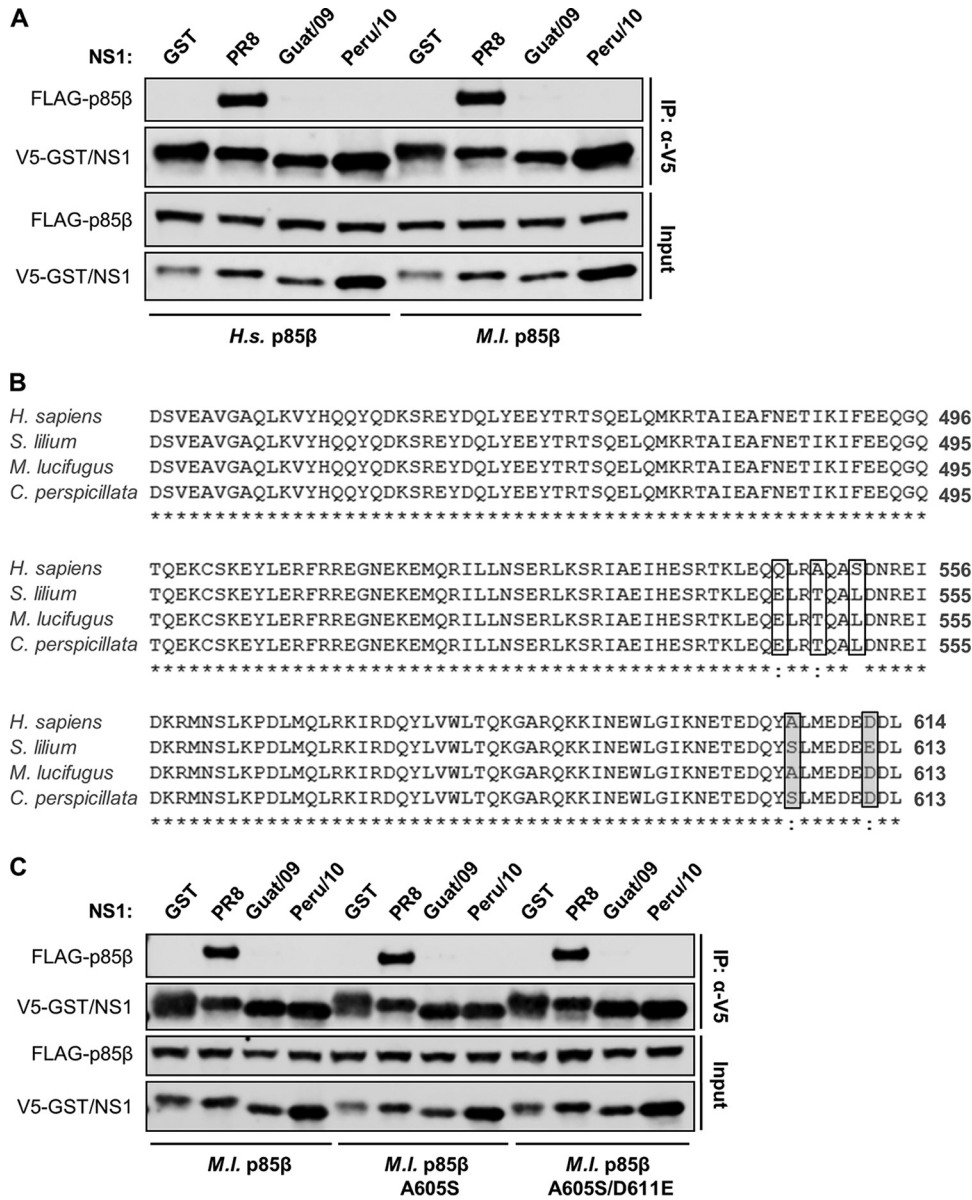 A
NS1: GST PR8 Guat/09 Peru/10 GST PR8 Guat/09 Peru/10
FLAG-p85β
V5-GST/NS1
IP: α-V5
FLAG-p85β
V5-GST/NS1
Input
H.s. p85β M.l. p85β
B
H. sapiens DSVEAVGAQLKVYHQQYQDKSREYDQLYEEYTRTSQELQMKRTAIEAFNETIKIFEEQGQ 496
S. lilium DSVEAVGAQLKVYHQQYQDKSREYDQLYEEYTRTSQELQMKRTAIEAFNETIKIFEEQGQ 495
M. lucifugus DSVEAVGAQLKVYHQQYQDKSREYDQLYEEYTRTSQELQMKRTAIEAFNETIKIFEEQGQ 495
C. perspicillata DSVEAVGAQLKVYHQQYQDKSREYDQLYEEYTRTSQELQMKRTAIEAFNETIKIFEEQGQ 495
************************************************************
H. sapiens TQEKCSKEYLERFRREGNEKEMQRILLNSERLKSRIAEIHESRTKLEQQLRAQASDNREI 556
S. lilium TQEKCSKEYLERFRREGNEKEMQRILLNSERLKSRIAEIHESRTKLEQELRTQALDNREI 555
M. lucifugus TQEKCSKEYLERFRREGNEKEMQRILLNSERLKSRIAEIHESRTKLEQELRTQALDNREI 555
C. perspicillata TQEKCSKEYLERFRREGNEKEMQRILLNSERLKSRIAEIHESRTKLEQELRTQALDNREI 555
************************************************:**:** *****
H. sapiens DKRMNSLKPDLMQLRKIRDQYLVWLTQKGARQKKINEWLGIKNETEDQYALMEDEDDL 614
S. lilium DKRMNSLKPDLMQLRKIRDQYLVWLTQKGARQKKINEWLGIKNETEDQYSLMEDEEDL 613
M. lucifugus DKRMNSLKPDLMQLRKIRDQYLVWLTQKGARQKKINEWLGIKNETEDQYALMEDEDDL 613
C. perspicillata DKRMNSLKPDLMQLRKIRDQYLVWLTQKGARQKKINEWLGIKNETEDQYSLMEDEDDL 613
*************************************************:*****:**
C
NS1: GST PR8 Guat/09 Peru/10 GST PR8 Guat/09 Peru/10 GST PR8 Guat/09 Peru/10
FLAG-p85β
V5-GST/NS1
IP: α-V5
FLAG-p85β
V5-GST/NS1
Input
M.l. p85β M.l. p85β M.l. p85β
A605S A605S/D611E